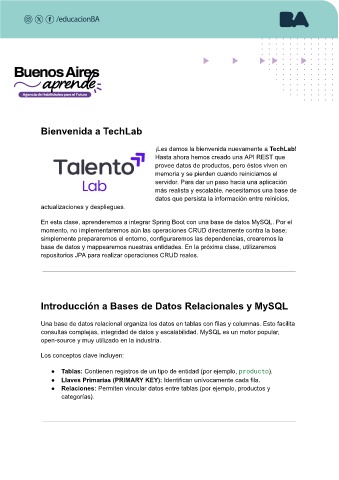 /educacionBA
BA
Buenos Aires
aprende
Agencia de Habilidades para el Futuro
Bienvenida a TechLab
Talento
Lab
¡Les damos la bienvenida nuevamente a TechLab!
Hasta ahora hemos creado una API REST que
provee datos de productos, pero éstos viven en
memoria y se pierden cuando reiniciamos el
servidor. Para dar un paso hacia una aplicación
más realista y escalable, necesitamos una base de
datos que persista la información entre reinicios,
actualizaciones y despliegues.
En esta clase, aprenderemos a integrar Spring Boot con una base de datos MySQL. Por el
momento, no implementaremos aún las operaciones CRUD directamente contra la base;
simplemente prepararemos el entorno, configuraremos las dependencias, crearemos la
base de datos y mappearemos nuestras entidades. En la próxima clase, utilizaremos
repositorios JPA para realizar operaciones CRUD reales.
Introducción a Bases de Datos Relacionales y MySQL
Una base de datos relacional organiza los datos en tablas con filas y columnas. Esto facilita
consultas complejas, integridad de datos y escalabilidad. MySQL es un motor popular,
open-source y muy utilizado en la industria.
Los conceptos clave incluyen:
● Tablas: Contienen registros de un tipo de entidad (por ejemplo, producto).
● Llaves Primarias (PRIMARY KEY): Identifican unívocamente cada fila.
● Relaciones: Permiten vincular datos entre tablas (por ejemplo, productos y
categorías).